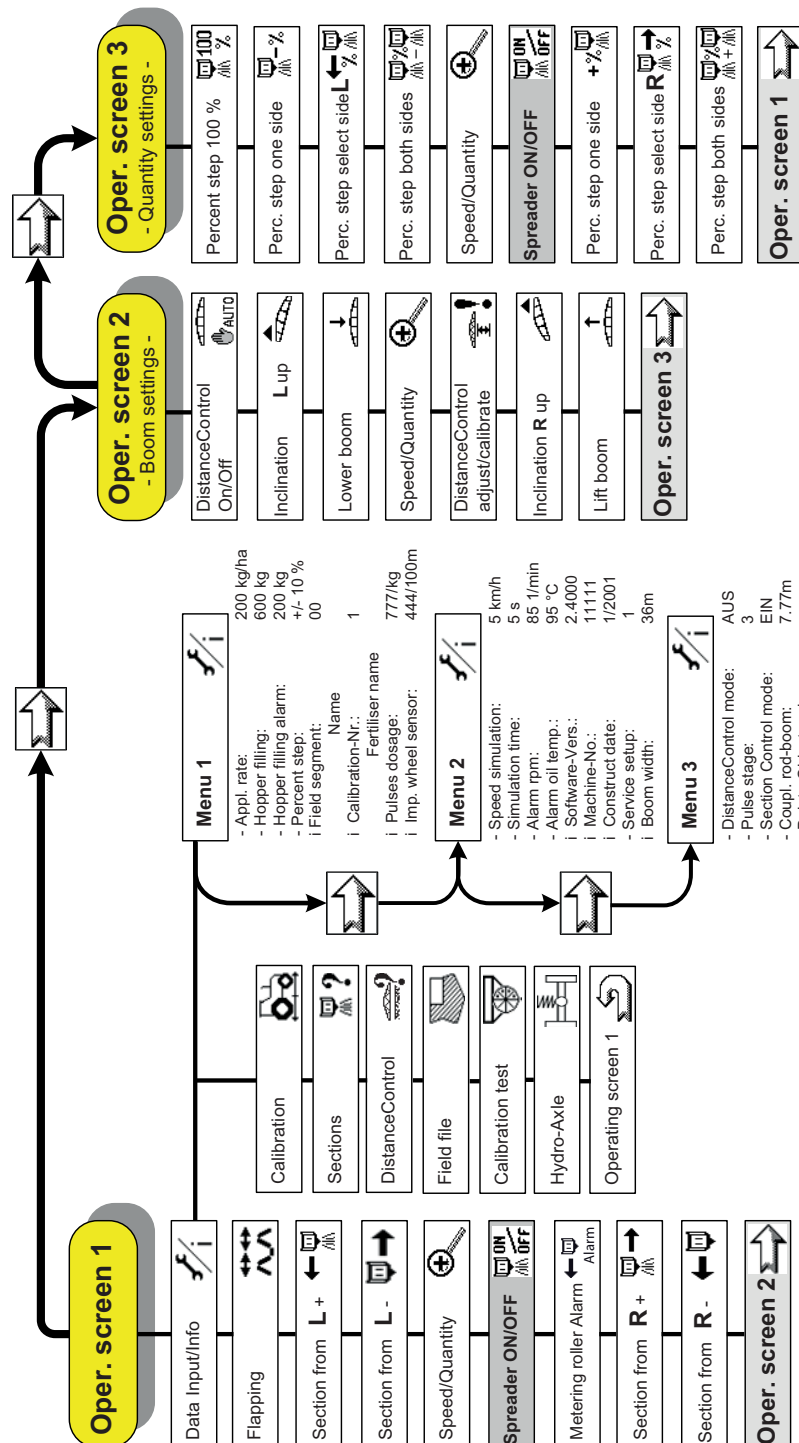 Oper. screen 1
Data Input/Info
i
Flapping
Section from L +
Section from L -
Speed/Quantity
Spreader ON/OFF
ON
OFF
Metering roller Alarm
Alarm
Section from R +
Section from R -
Oper. screen 2
Calibration
Sections
?
DistanceControl
?
Field file
Calibration test
Hydro-Axle
Operating screen 1
Menu 1
i
- Appl. rate: 200 kg/ha
- Hopper filling: 600 kg
- Hopper filling alarm: 200 kg
- Percent step: +/- 10 %
i Field segment: 00
Name
i Calibration-Nr.: 1
Fertiliser name
i Pulses dosage: 777/kg
i Imp. wheel sensor: 444/100m
Menu 2
i
- Speed simulation: 5 km/h
- Simulation time: 5 s
- Alarm rpm: 85 1/min
- Alarm oil temp.: 95 °C
i Software-Vers.: 2.4000
i Machine-No.: 11111
i Construct date: 1/2001
- Service setup: 1
i Boom width: 36m
Menu 3
i
- DistanceControl mode: AUS
- Pulse stage: 3
- Section Control mode: EIN
- Coupl. rod-boom: 7.77m
Oper. screen 2
- Boom settings -
DistanceControl
On/Off
AUTO
Inclination L up
Lower boom
Speed/Quantity
DistanceControl
adjust/calibrate
Inclination R up
Lift boom
Oper. screen 3
Oper. screen 3
- Quantity settings -
Percent step 100 %
100
%
Perc. step one side
-%
Perc. step select side L
%
Perc. step both sides
%
-
Speed/Quantity
Spreader ON/OFF
ON
OFF
Perc. step one side
+%
Perc. step select side R
%
Perc. step both sides
%
+
Oper. screen 1